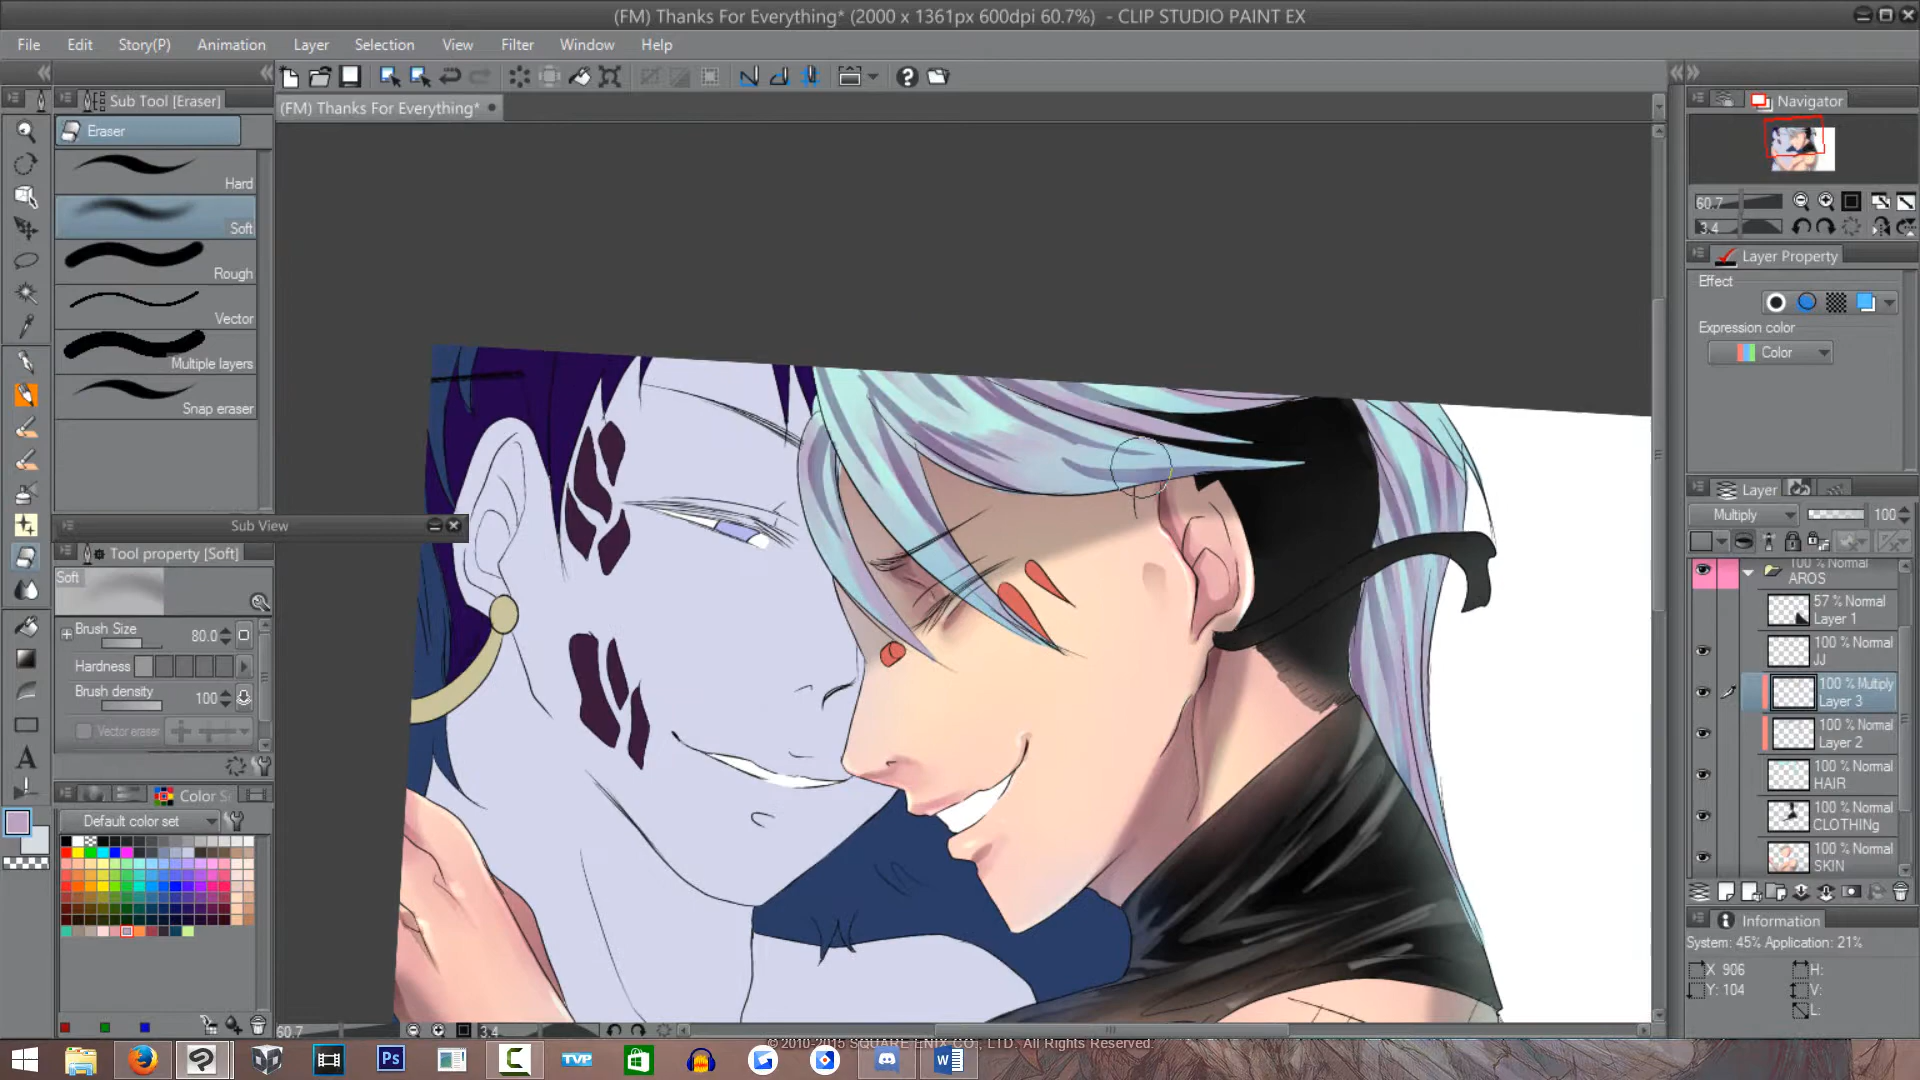 (FM) Thanks For Everything* (2000 x 1361px 600dpi 60.7%) - CLIP STUDIO PAINT EX
File Edit Story(P) Animation Layer Selection View Filter Window Help
Sub Tool [Eraser]
(FM) Thanks For Everything*
Navigator
Eraser
Hard
Soft
Rough
Vector
Multiple layers
Snap eraser
60.7
3.4
Layer Property
Effect
Expression color
Color
Sub View
Tool property [Soft]
Soft
Brush Size 80.0
Hardness
Brush density 100
Vector eraser
Default color set
Layer
Multiply 100
100 % Normal
AROS
57 % Normal
Layer 1
100 % Normal
JJ
100 % Multiply
Layer 3
100 % Normal
Layer 2
100 % Normal
HAIR
100 % Normal
CLOTHINg
100 % Normal
SKIN
Information
System: 45% Application: 21%
X 906 H:
Y: 104 V:
L:
60.7 3.4
© 2010-2015 SQUARE ENIX CO., LTD. All Rights Reserved.
Ps
TVP